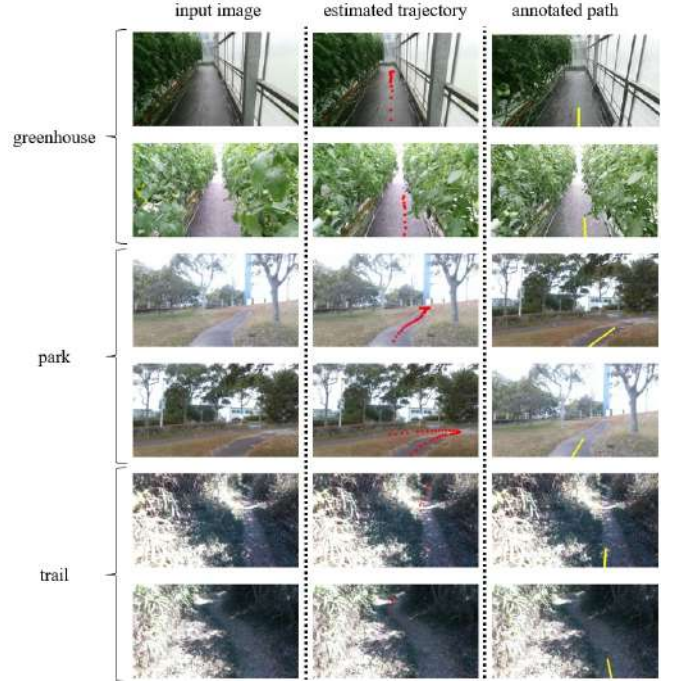 input image
estimated trajectory
annotated path
greenhouse
park
trail